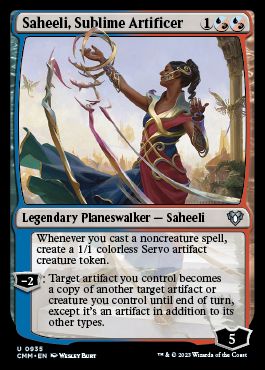 Saheeli, Sublime Artificer 1
Legendary Planeswalker — Saheeli
Whenever you cast a noncreature spell,
create a 1/1 colorless Servo artifact
creature token.
-2 : Target artifact you control becomes
a copy of another target artifact or
creature you control until end of turn,
except it's an artifact in addition to its
other types.
5
U 0935
CMM • EN Wesley Burt
™ & © 2023 Wizards of the Coast